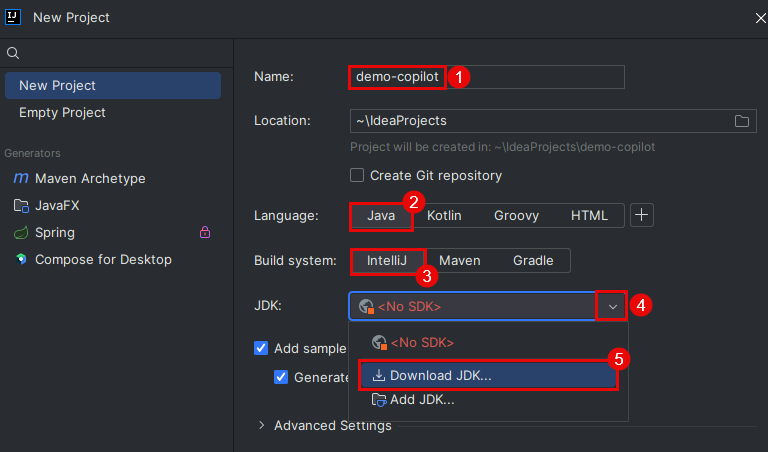 IJ New Project
New Project
Empty Project
Generators
m Maven Archetype
JavaFX
Spring
Compose for Desktop
Name: demo-copilot 1
Location: ~\IdeaProjects
Project will be created in: ~\IdeaProjects\demo-copilot
Create Git repository
2
Language: Java Kotlin Groovy HTML +
Build system: IntelliJ Maven Gradle
3
JDK: <No SDK> 4
<No SDK>
Add sample
5
Generate Download JDK...
Add JDK...
Advanced Settings